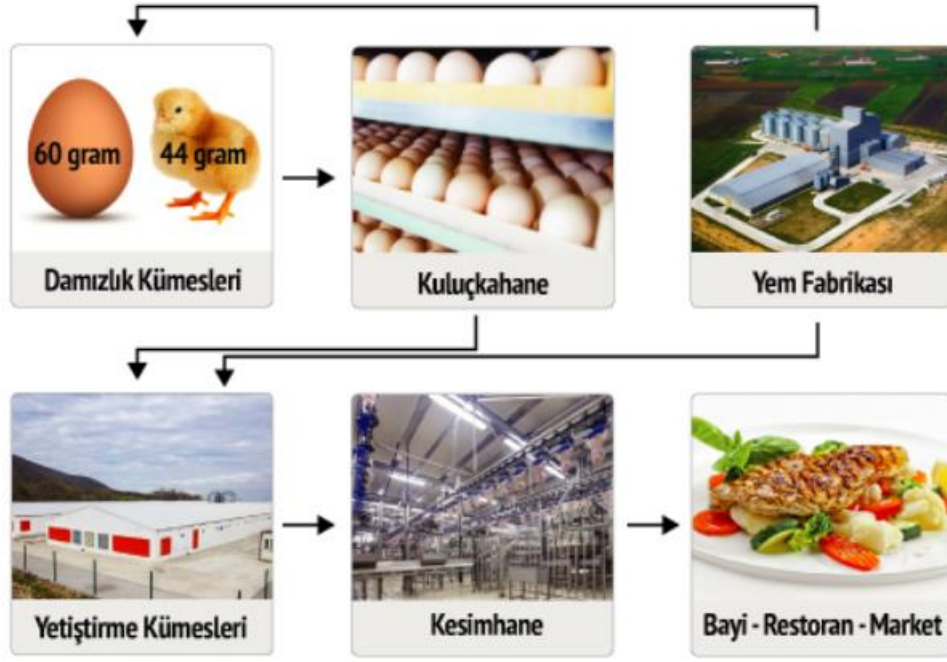 60 gram
44 gram
Damızlık Kümesleri
Kuluçkahane
Yem Fabrikası
Yetiştirme Kümesleri
Kesimhane
Bayi - Restoran - Market